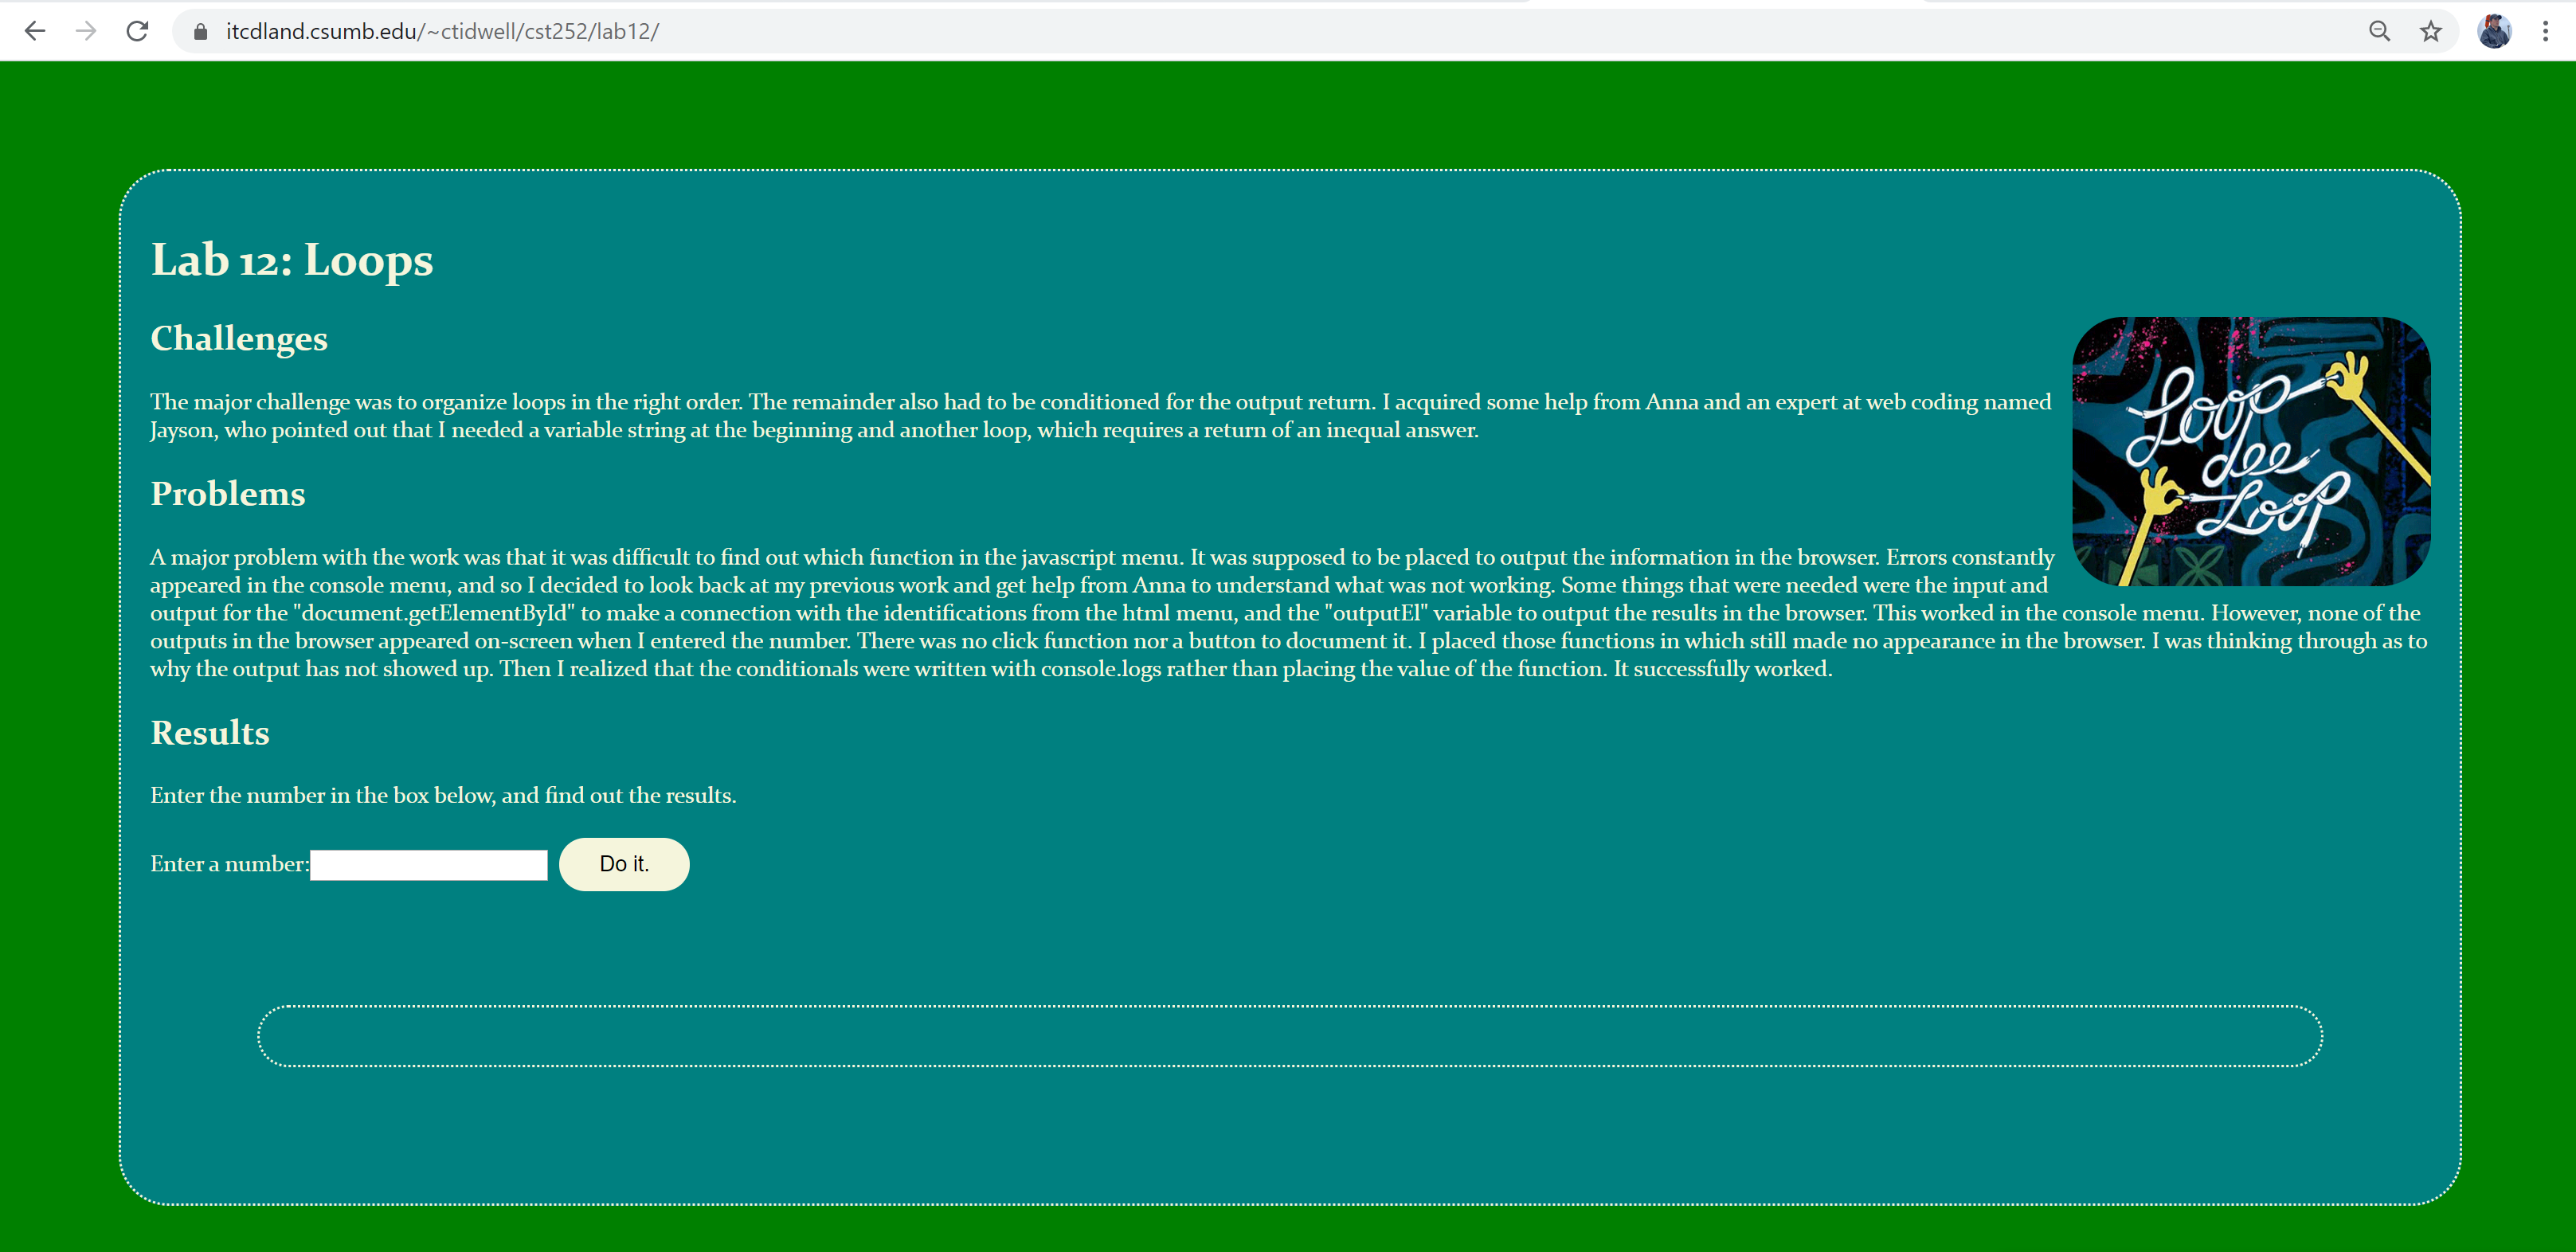 itcdland.csumb.edu/~ctidwell/cst252/lab12/
Lab 12: Loops
Challenges
The major challenge was to organize loops in the right order. The remainder also had to be conditioned for the output return. I acquired some help from Anna and an expert at web coding named
Jayson, who pointed out that I needed a variable string at the beginning and another loop, which requires a return of an inequal answer.
Loop
dee
Loop
Problems
A major problem with the work was that it was difficult to find out which function in the javascript menu. It was supposed to be placed to output the information in the browser. Errors constantly
appeared in the console menu, and so I decided to look back at my previous work and get help from Anna to understand what was not working. Some things that were needed were the input and
output for the "document.getElementById" to make a connection with the identifications from the html menu, and the "outputEl" variable to output the results in the browser. This worked in the console menu. However, none of the
outputs in the browser appeared on-screen when I entered the number. There was no click function nor a button to document it. I placed those functions in which still made no appearance in the browser. I was thinking through as to
why the output has not showed up. Then I realized that the conditionals were written with console.logs rather than placing the value of the function. It successfully worked.
Results
Enter the number in the box below, and find out the results.
Enter a number: Do it.